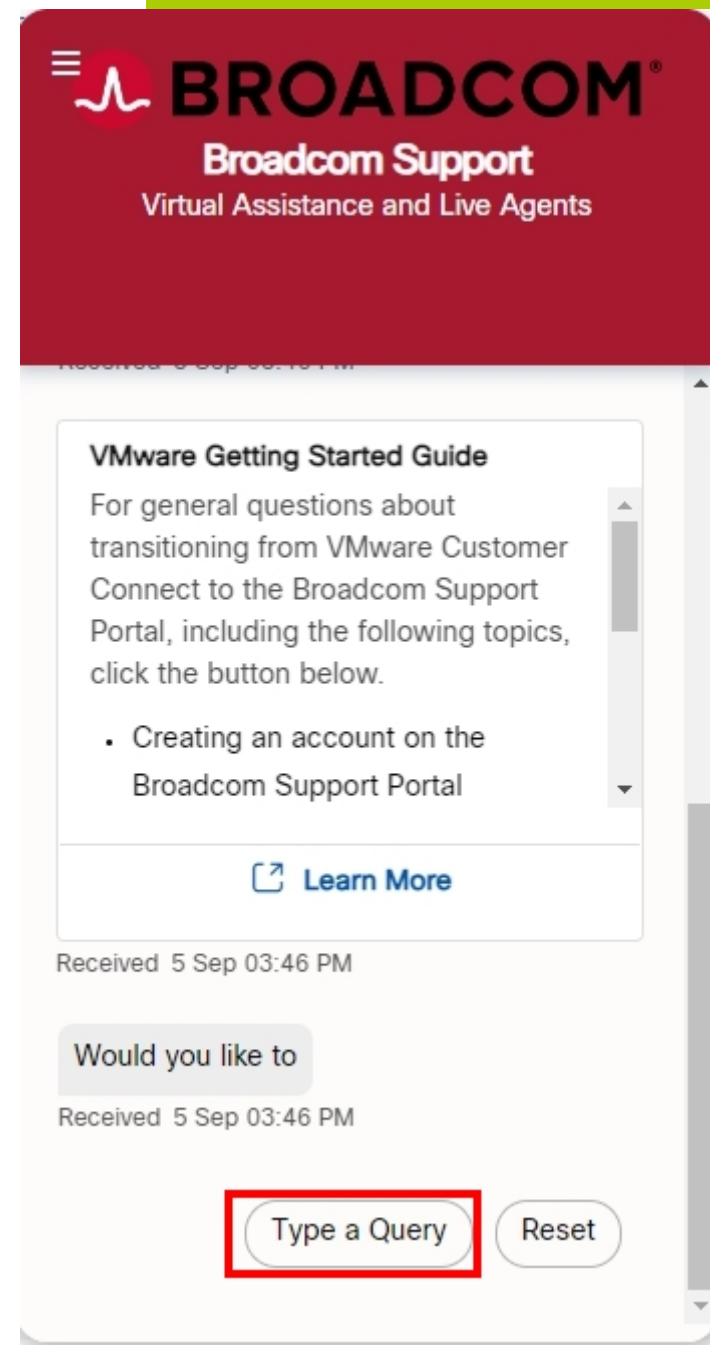 BROADCOM®
Broadcom Support
Virtual Assistance and Live Agents
VMware Getting Started Guide
For general questions about
transitioning from VMware Customer
Connect to the Broadcom Support
Portal, including the following topics,
click the button below.
• Creating an account on the
Broadcom Support Portal
Learn More
Received 5 Sep 03:46 PM
Would you like to
Received 5 Sep 03:46 PM
Type a Query
Reset